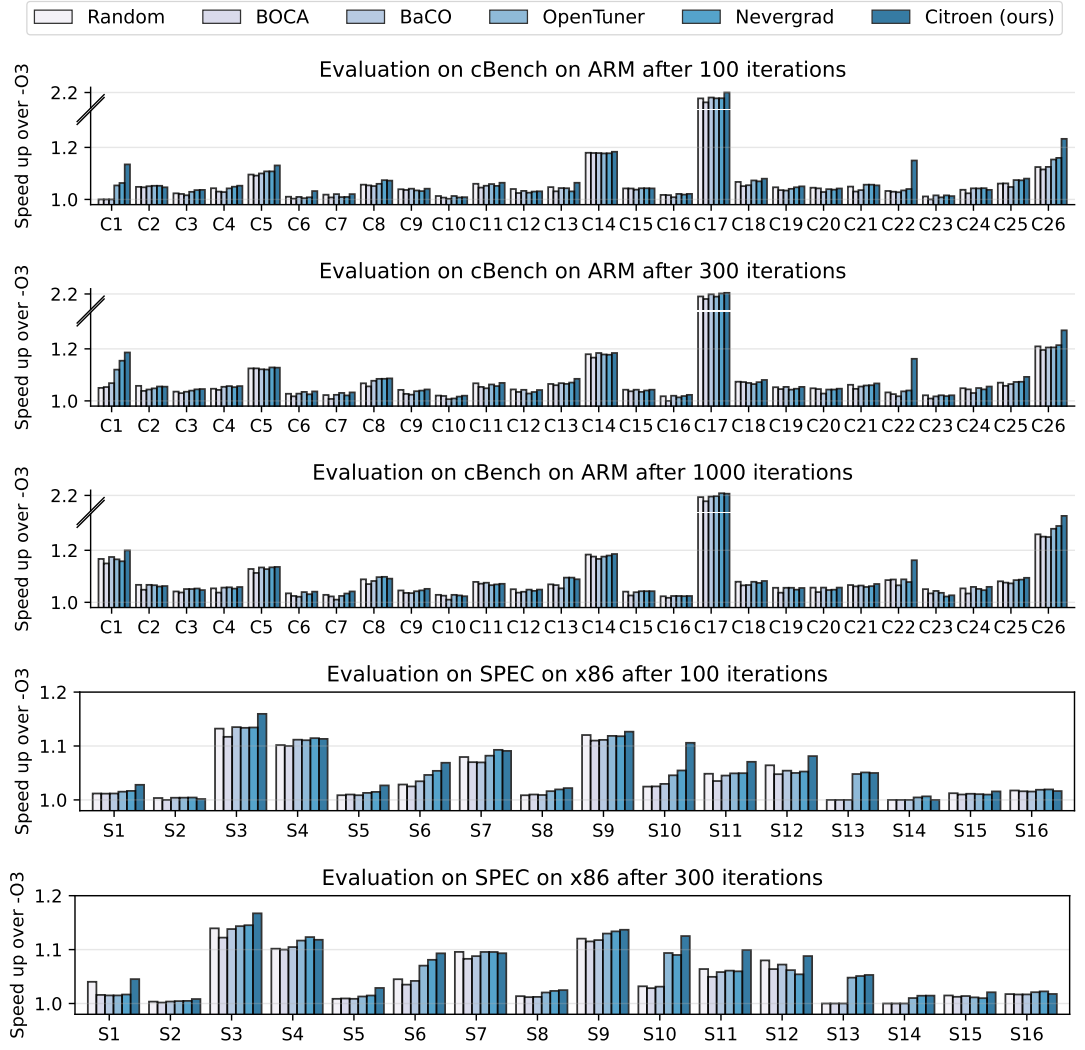 Random BOCA BaCO OpenTuner Nevergrad Citroen (ours)
Evaluation on cBench on ARM after 100 iterations
Speed up over -O3
2.2
1.2
1.0
C1 C2 C3 C4 C5 C6 C7 C8 C9 C10 C11 C12 C13 C14 C15 C16 C17 C18 C19 C20 C21 C22 C23 C24 C25 C26
Evaluation on cBench on ARM after 300 iterations
Speed up over -O3
2.2
1.2
1.0
C1 C2 C3 C4 C5 C6 C7 C8 C9 C10 C11 C12 C13 C14 C15 C16 C17 C18 C19 C20 C21 C22 C23 C24 C25 C26
Evaluation on cBench on ARM after 1000 iterations
Speed up over -O3
2.2
1.2
1.0
C1 C2 C3 C4 C5 C6 C7 C8 C9 C10 C11 C12 C13 C14 C15 C16 C17 C18 C19 C20 C21 C22 C23 C24 C25 C26
Evaluation on SPEC on x86 after 100 iterations
Speed up over -O3
1.2
1.1
1.0
S1 S2 S3 S4 S5 S6 S7 S8 S9 S10 S11 S12 S13 S14 S15 S16
Evaluation on SPEC on x86 after 300 iterations
Speed up over -O3
1.2
1.1
1.0
S1 S2 S3 S4 S5 S6 S7 S8 S9 S10 S11 S12 S13 S14 S15 S16